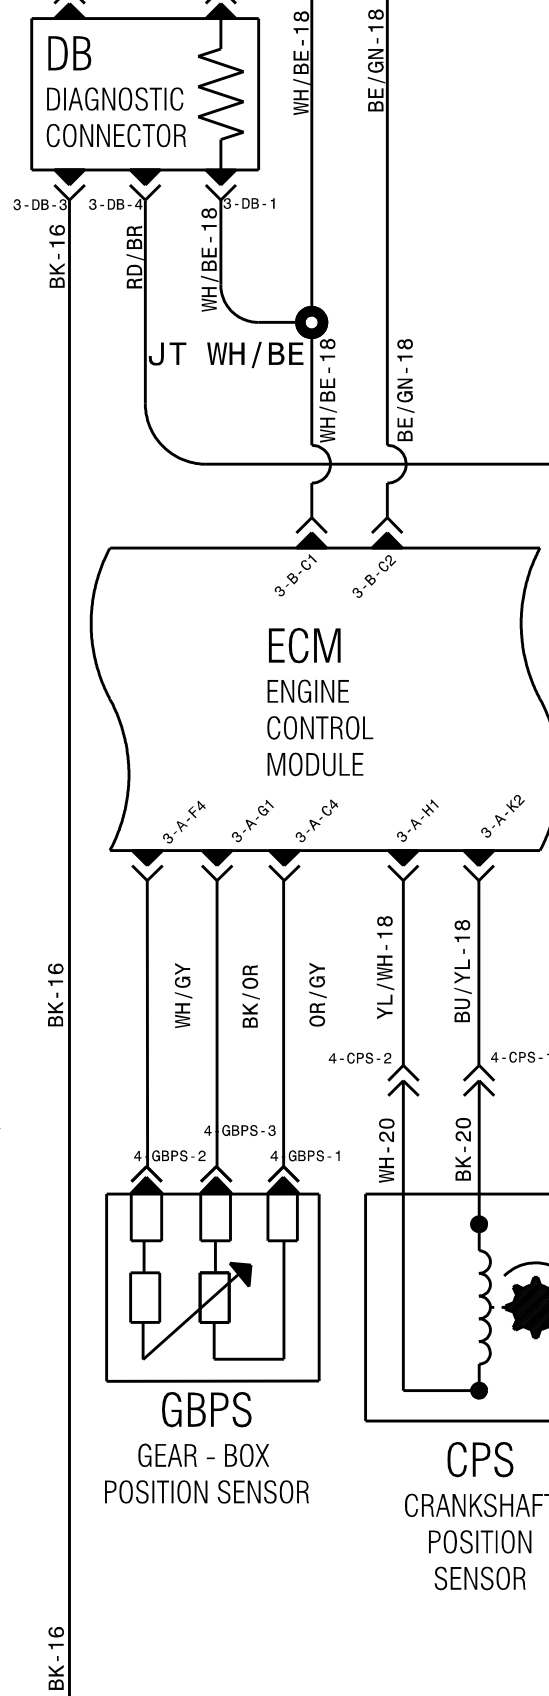 WH/BE-18
BE/GN-18
DB
DIAGNOSTIC
CONNECTOR
3-DB-3
3-DB-4
3-DB-1
BK-16
RD/BR
WH/BE-18
JT WH/BE
WH/BE-18
BE/GN-18
3-B-C1
3-B-C2
ECM
ENGINE
CONTROL
MODULE
3-A-F4
3-A-G1
3-A-C4
3-A-H1
3-A-K2
BK-16
WH/GY
BK/OR
OR/GY
YL/WH-18
BU/YL-18
4-CPS-2
4-CPS-1
4-GBPS-3
4-GBPS-2
4-GBPS-1
WH-20
BK-20
GBPS
GEAR - BOX
POSITION SENSOR
CPS
CRANKSHAFT
POSITION
SENSOR
BK-16